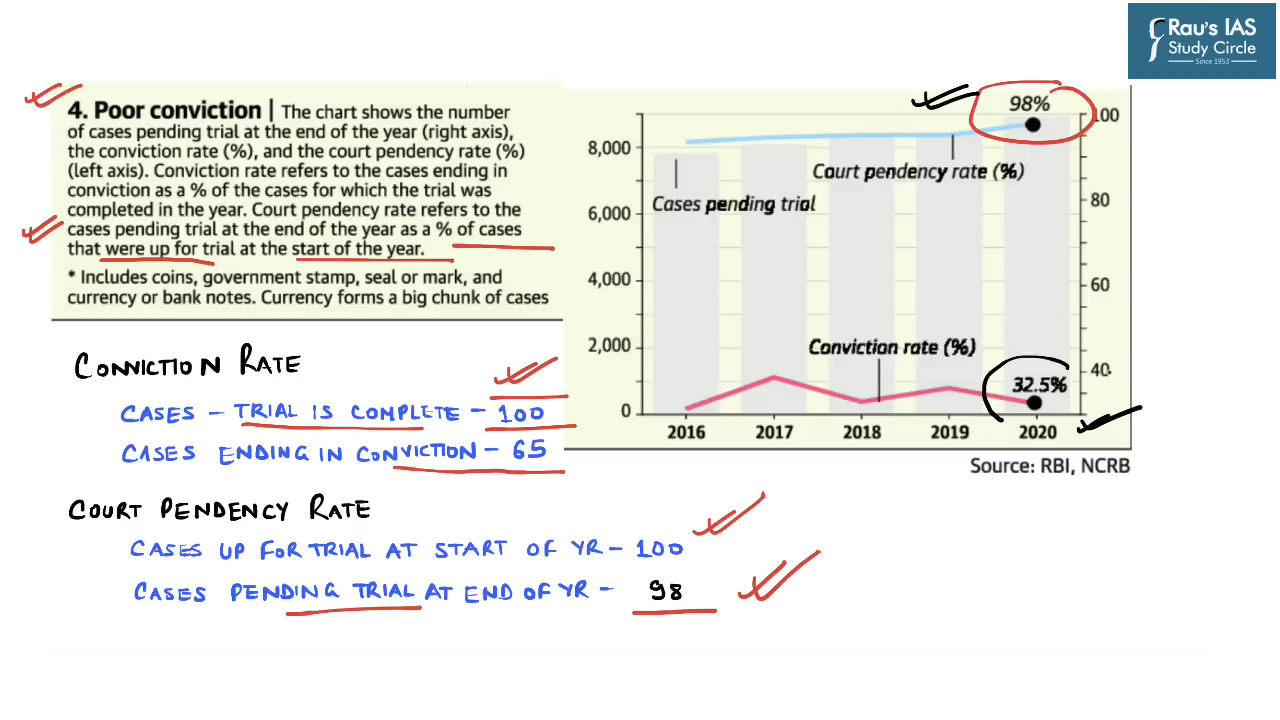 Rau's IAS
Study Circle
Since 1953
4. Poor conviction | The chart shows the number
of cases pending trial at the end of the year (right axis),
the conviction rate (%), and the court pendency rate (%)
(left axis). Conviction rate refers to the cases ending in
conviction as a % of the cases for which the trial was
completed in the year. Court pendency rate refers to the
cases pending trial at the end of the year as a % of cases
that were up for trial at the start of the year.
* Includes coins, government stamp, seal or mark, and
currency or bank notes. Currency forms a big chunk of cases
98%
100
8,000
Court pendency rate (%)
Cases pending trial
80
6,000
4,000
60
2,000
Conviction rate (%)
40
32.5%
0
2016 2017 2018 2019 2020
Source: RBI, NCRB
CONVICTION RATE
CASES – TRIAL IS COMPLETE – 100
CASES ENDING IN CONVICTION – 65
COURT PENDENCY RATE
CASES UP FOR TRIAL AT START OF YR – 100
CASES PENDING TRIAL AT END OF YR – 98